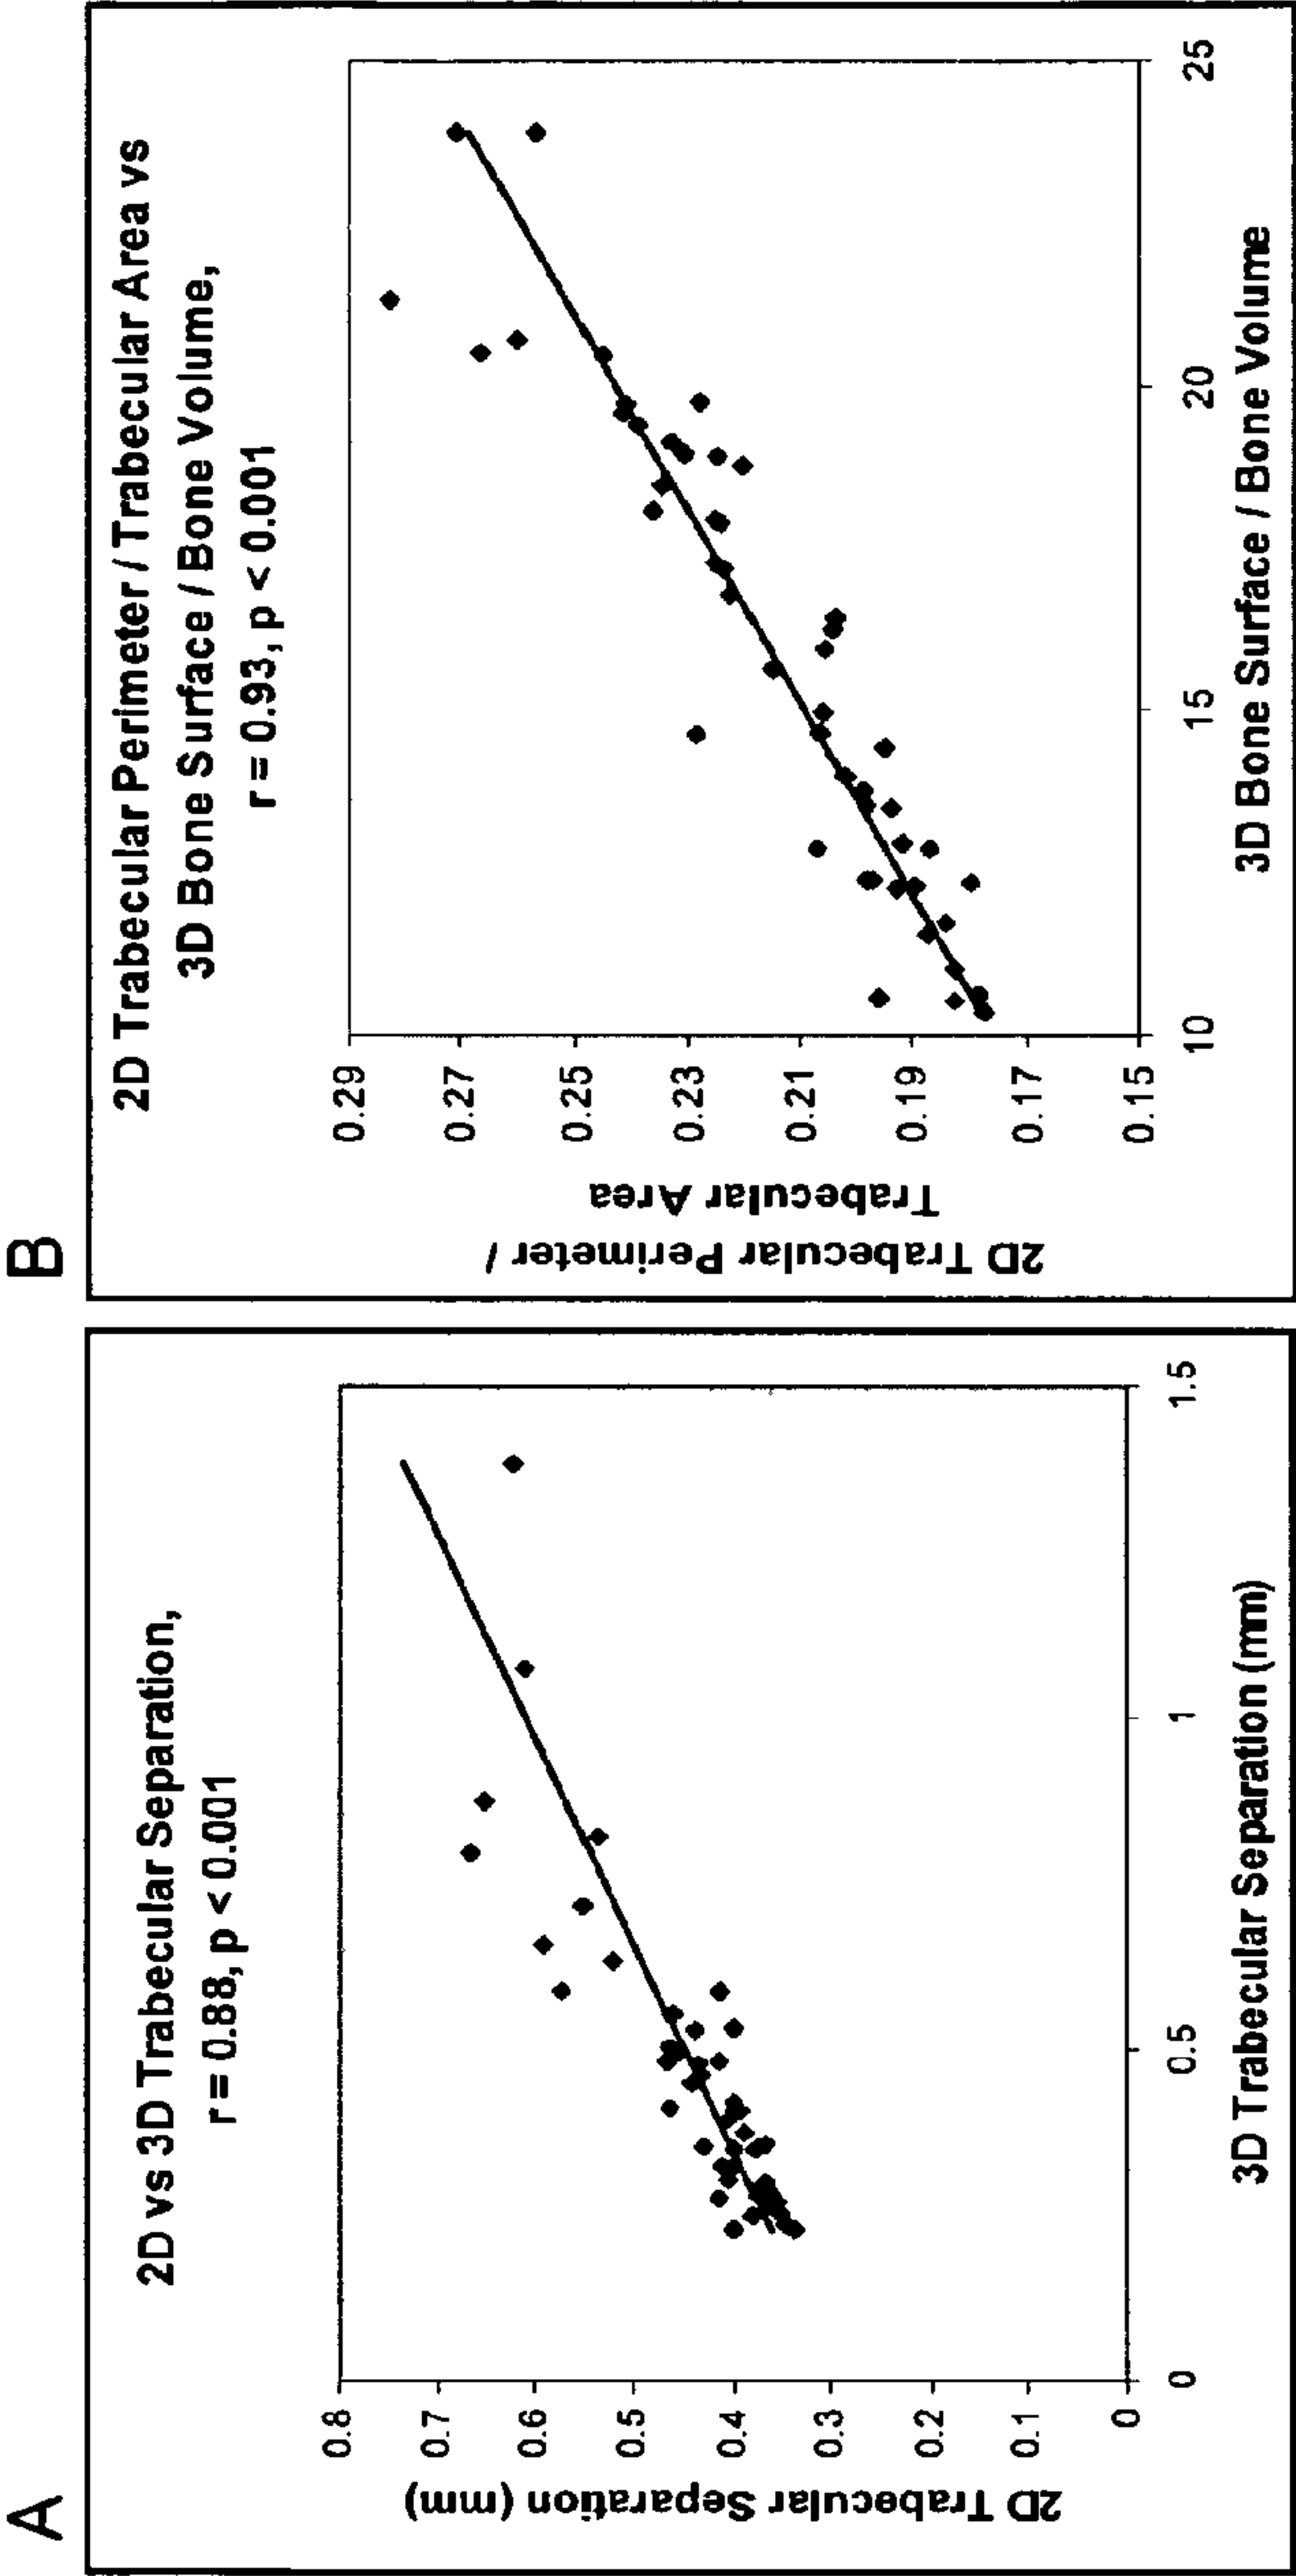 A
2D vs 3D Trabecular Separation,
r = 0.88, p < 0.001
2D Trabecular Separation (mm)
0.8
0.7
0.6
0.5
0.4
0.3
0.2
0.1
0
0
0.5
1
1.5
3D Trabecular Separation (mm)
B
2D Trabecular Perimeter / Trabecular Area vs
3D Bone Surface / Bone Volume,
r = 0.93, p < 0.001
2D Trabecular Perimeter /
Trabecular Area
0.29
0.27
0.25
0.23
0.21
0.19
0.17
0.15
10
15
20
25
3D Bone Surface / Bone Volume